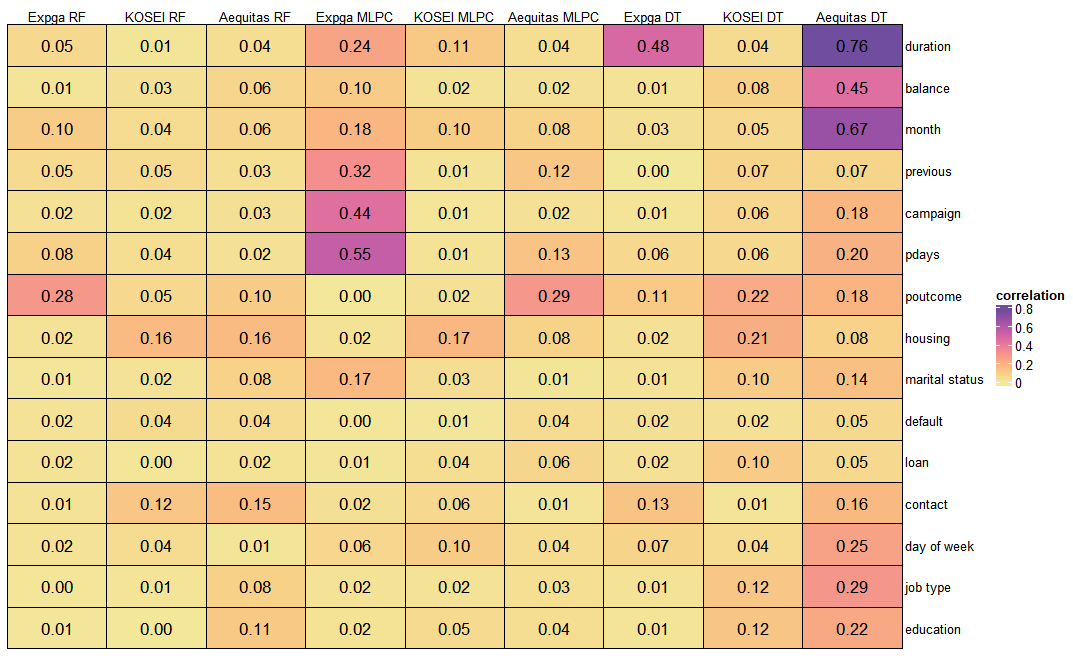 Expga RF KOSEI RF Aequitas RF Expga MLPC KOSEI MLPC Aequitas MLPC Expga DT KOSEI DT Aequitas DT
0.05 0.01 0.04 0.24 0.11 0.04 0.48 0.04 0.76 duration
0.01 0.03 0.06 0.10 0.02 0.02 0.01 0.08 0.45 balance
0.10 0.04 0.06 0.18 0.10 0.08 0.03 0.05 0.67 month
0.05 0.05 0.03 0.32 0.01 0.12 0.00 0.07 0.07 previous
0.02 0.02 0.03 0.44 0.01 0.02 0.01 0.06 0.18 campaign
0.08 0.04 0.02 0.55 0.01 0.13 0.06 0.06 0.20 pdays
0.28 0.05 0.10 0.00 0.02 0.29 0.11 0.22 0.18 poutcome
0.02 0.16 0.16 0.02 0.17 0.08 0.02 0.21 0.08 housing
0.01 0.02 0.08 0.17 0.03 0.01 0.01 0.10 0.14 marital status
0.02 0.04 0.04 0.00 0.01 0.04 0.02 0.02 0.05 default
0.02 0.00 0.02 0.01 0.04 0.06 0.02 0.10 0.05 loan
0.01 0.12 0.15 0.02 0.06 0.01 0.13 0.01 0.16 contact
0.02 0.04 0.01 0.06 0.10 0.04 0.07 0.04 0.25 day of week
0.00 0.01 0.08 0.02 0.02 0.03 0.01 0.12 0.29 job type
0.01 0.00 0.11 0.02 0.05 0.04 0.01 0.12 0.22 education
correlation
0.8
0.6
0.4
0.2
0